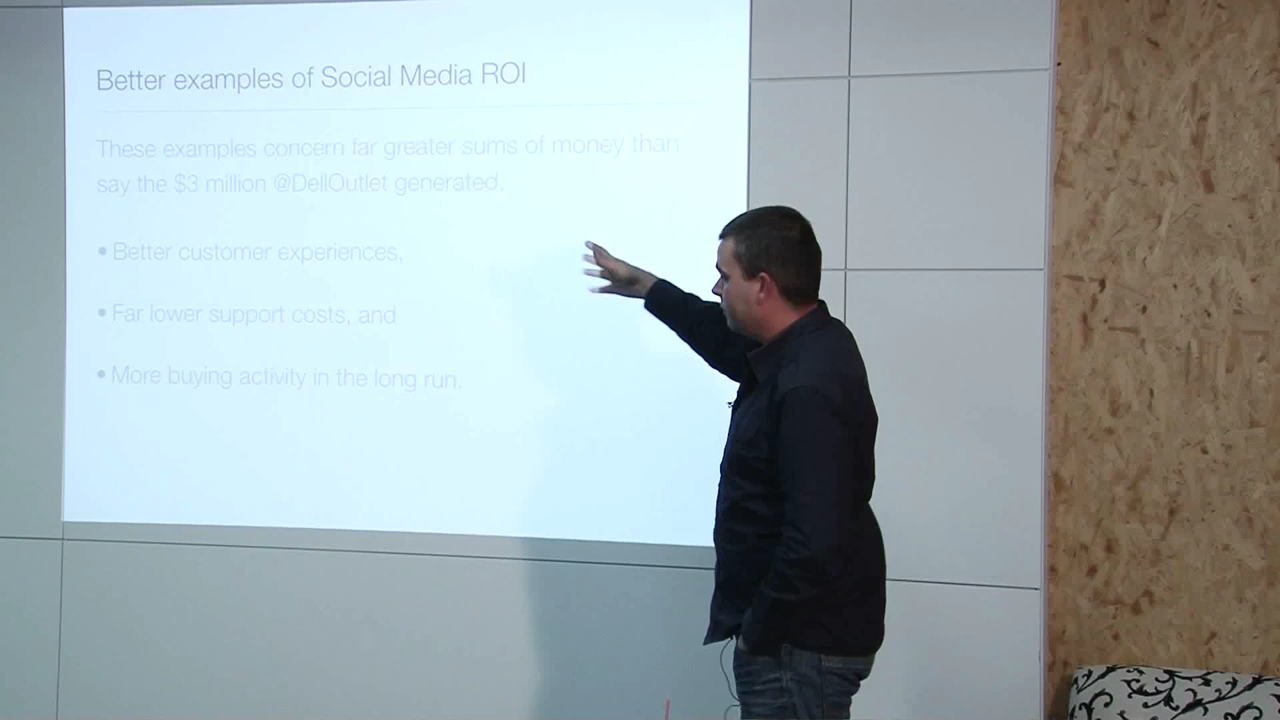 Better examples of Social Media ROI
These examples concern far greater sums of money than
say the $3 million @DellOutlet generated.
• Better customer experiences,
• Far lower support costs, and
• More buying activity in the long run.